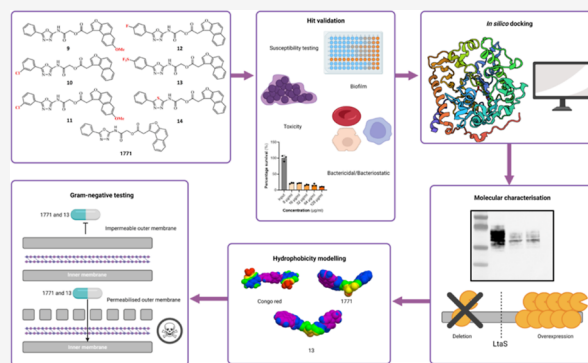 9
12
10
13
11
14
1771
Hit validation
Susceptibility testing
Biofilm
Toxicity
Percentage survival (%)
Concentration (µg/ml)
Bactericidal/Bacteriostatic
In silico docking
Gram-negative testing
1771 and 13
Impermeable outer membrane
Inner membrane
1771 and 13
Permeabilised outer membrane
Inner membrane
Hydrophobicity modelling
Congo red
1771
13
Molecular characterisation
Deletion
LtaS
Overexpression